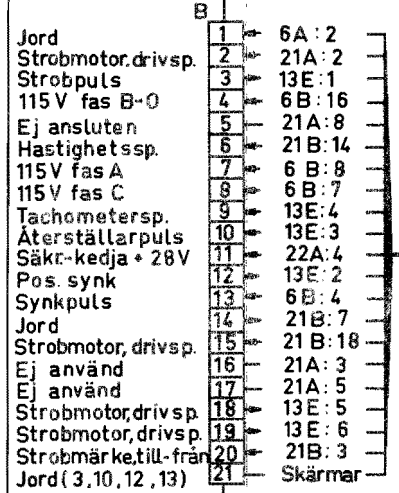 B
Jord 1 6A:2
Strobmotor.drivsp. 2 21A:2
Strobpuls 3 13E:1
115V fas B-0 4 6B:16
Ej ansluten 5 21A:8
Hastighetssp. 6 21B:14
115V fas A 7 6B:8
115V fas C 8 6B:7
Tachometersp. 9 13E:4
Återställarpuls 10 13E:3
Säkr.-kedja + 28V 11 22A:4
Pos. synk 12 13E:2
Synkpuls 13 6B:4
Jord 14 21B:7
Strobmotor, drivsp. 15 21B:18
Ej använd 16 21A:3
Ej använd 17 21A:5
Strobmotor,drivsp. 18 13E:5
Strobmotor,drivsp. 19 13E:6
Strobmärke,till-från 20 21B:3
Jord(3,10,12,13) 21 Skärmar